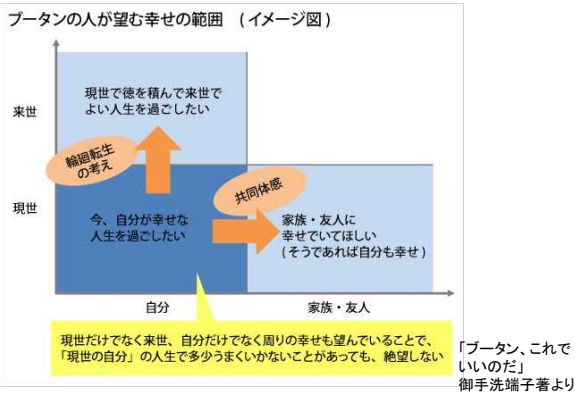 ブータンの人が望む幸せの範囲 (イメージ図)
来世
現世で徳を積んで来世で
よい人生を過ごしたい
輪廻転生
の考え
共同体感
現世
今、自分が幸せな
人生を過ごしたい
家族・友人に
幸せでいてほしい
(そうであれば自分も幸せ)
自分
家族・友人
現世だけでなく来世、自分だけでなく周りの幸せも望んでいることで、
「現世の自分」の人生で多少うまくいかないことがあっても、絶望しない
「ブータン、これで
いいのだ」
御手洗端子著より